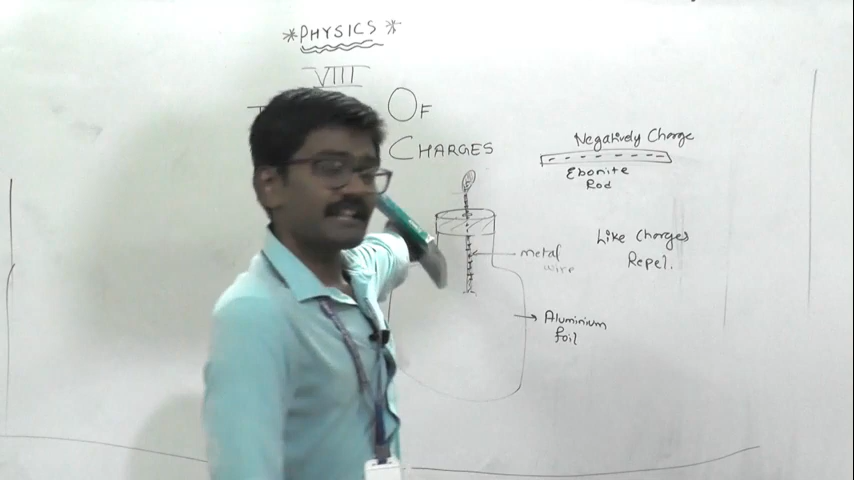 *PHYSICS*
VIII
OF
CHARGES
Negatively Charge
Ebonite
Rod
Like Charges
Repel.
metal
wire
Aluminium
foil